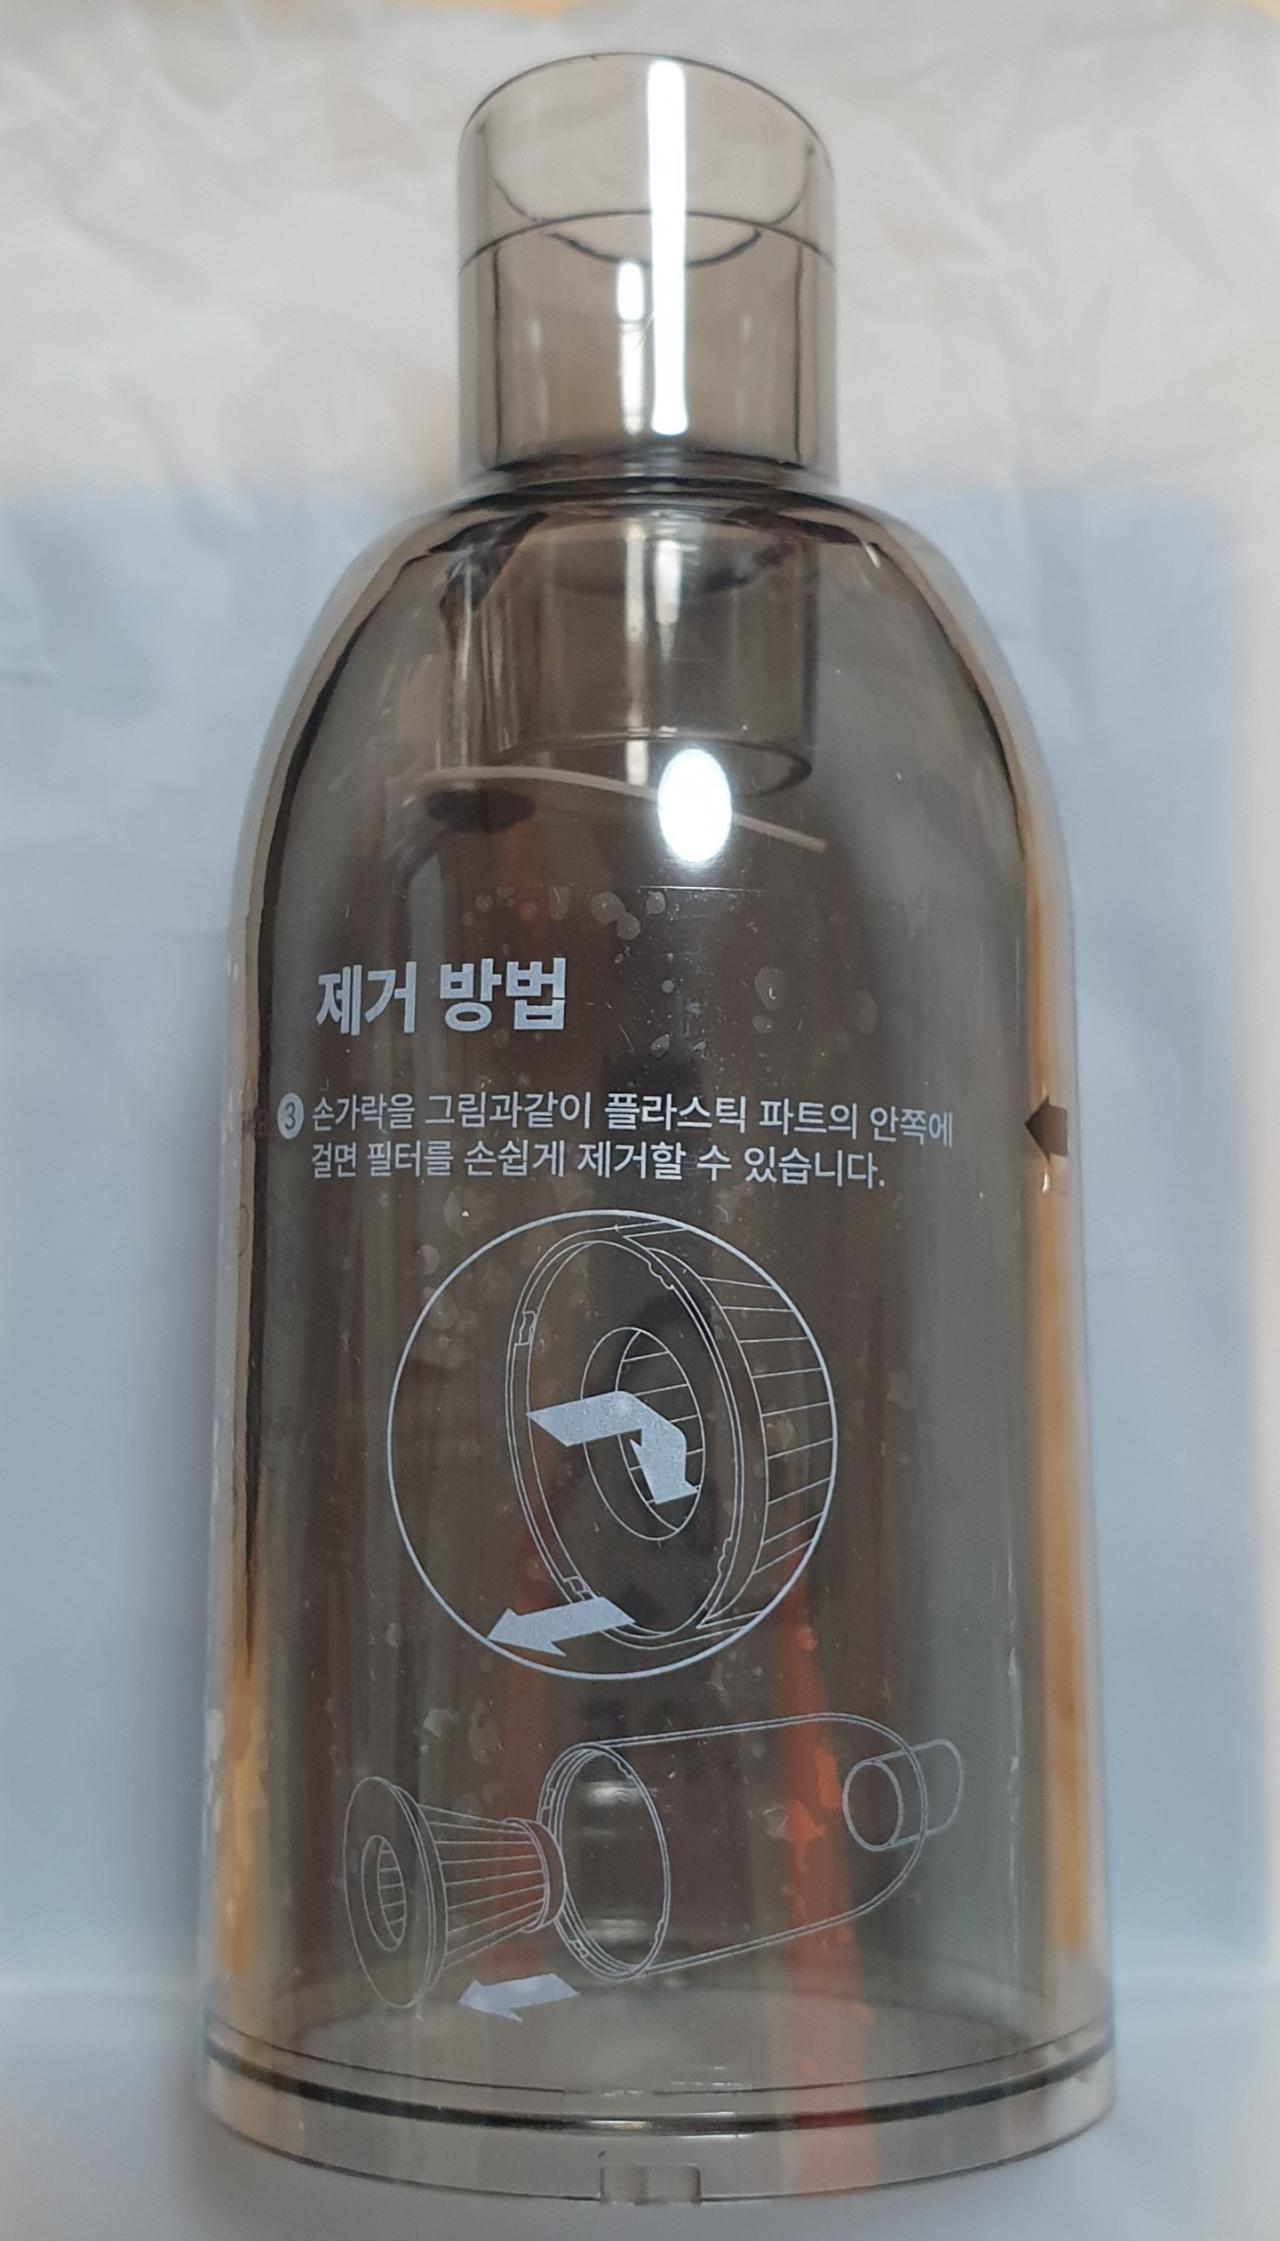 제거 방법
3 손가락을 그림과같이 플라스틱 파트의 안쪽에
걸면 필터를 손쉽게 제거할 수 있습니다.